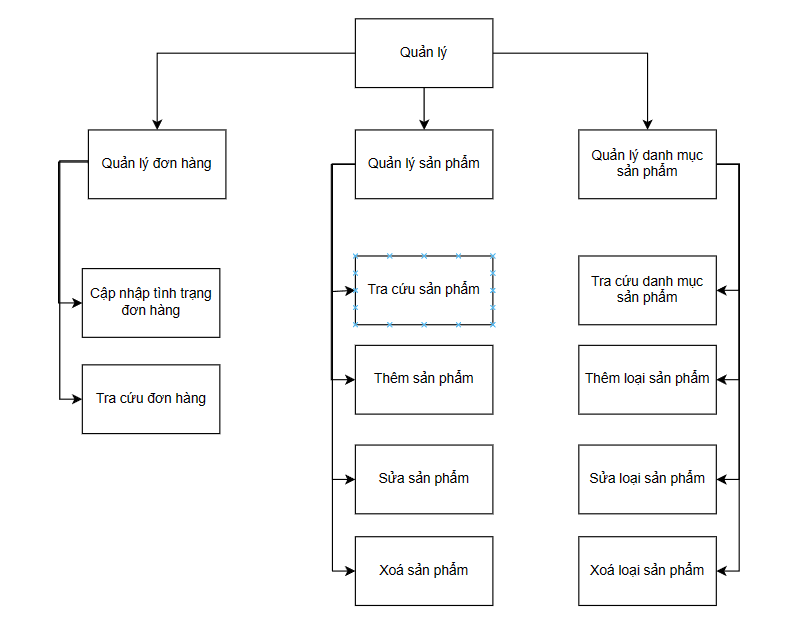 Quản lý
Quản lý đơn hàng
Quản lý sản phẩm
Quản lý danh mục
sản phẩm
Cập nhập tình trạng
đơn hàng
Tra cứu đơn hàng
Tra cứu sản phẩm
Thêm sản phẩm
Sửa sản phẩm
Xoá sản phẩm
Tra cứu danh mục
sản phẩm
Thêm loại sản phẩm
Sửa loại sản phẩm
Xoá loại sản phẩm